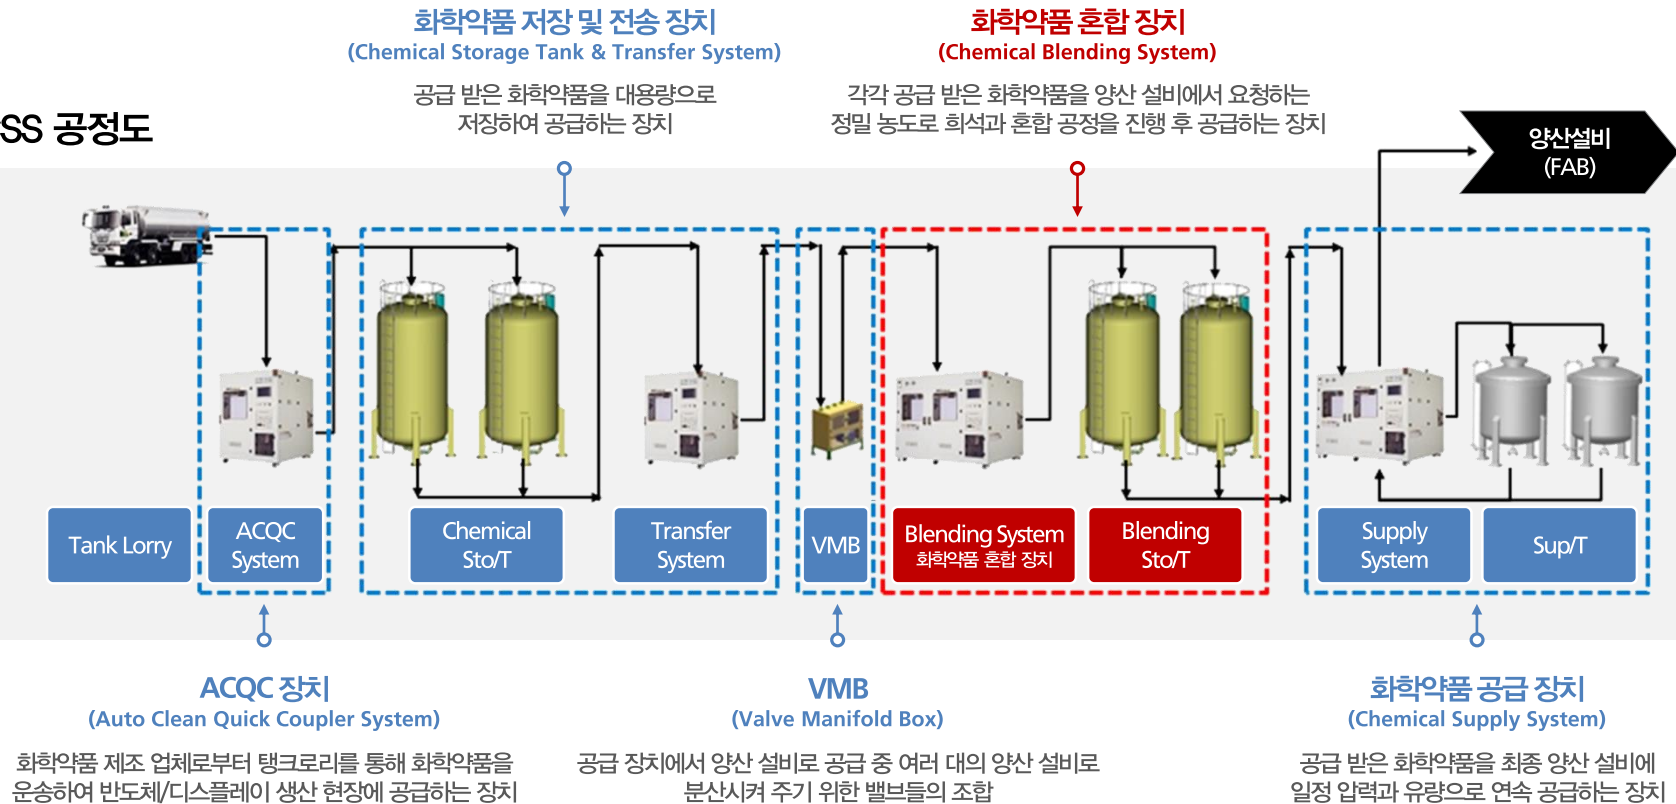 화학약품 저장 및 전송 장치
(Chemical Storage Tank & Transfer System)
공급 받은 화학약품을 대용량으로
저장하여 공급하는 장치
화학약품 혼합 장치
(Chemical Blending System)
각각 공급 받은 화학약품을 양산 설비에서 요청하는
정밀 농도로 희석과 혼합 공정을 진행 후 공급하는 장치
SS 공정도
양산설비
(FAB)
Tank Lorry
ACQC
System
Chemical
Sto/T
Transfer
System
VMB
Blending System
화학약품 혼합 장치
Blending
Sto/T
Supply
System
Sup/T
ACQC 장치
(Auto Clean Quick Coupler System)
화학약품 제조 업체로부터 탱크로리를 통해 화학약품을
운송하여 반도체/디스플레이 생산 현장에 공급하는 장치
VMB
(Valve Manifold Box)
공급 장치에서 양산 설비로 공급 중 여러 대의 양산 설비로
분산시켜 주기 위한 밸브들의 조합
화학약품 공급 장치
(Chemical Supply System)
공급 받은 화학약품을 최종 양산 설비에
일정 압력과 유량으로 연속 공급하는 장치